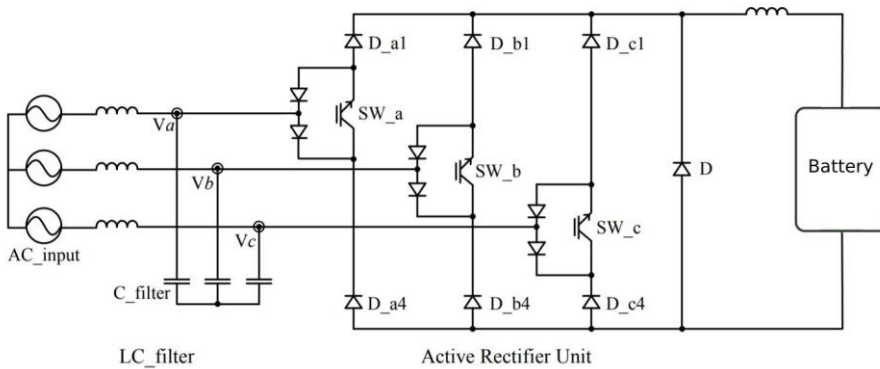 D_a1
D_b1
D_c1
SW_a
Va
SW_b
D
Battery
Vb
SW_c
Vc
AC_input
C_filter
D_a4
D_b4
D_c4
LC_filter
Active Rectifier Unit